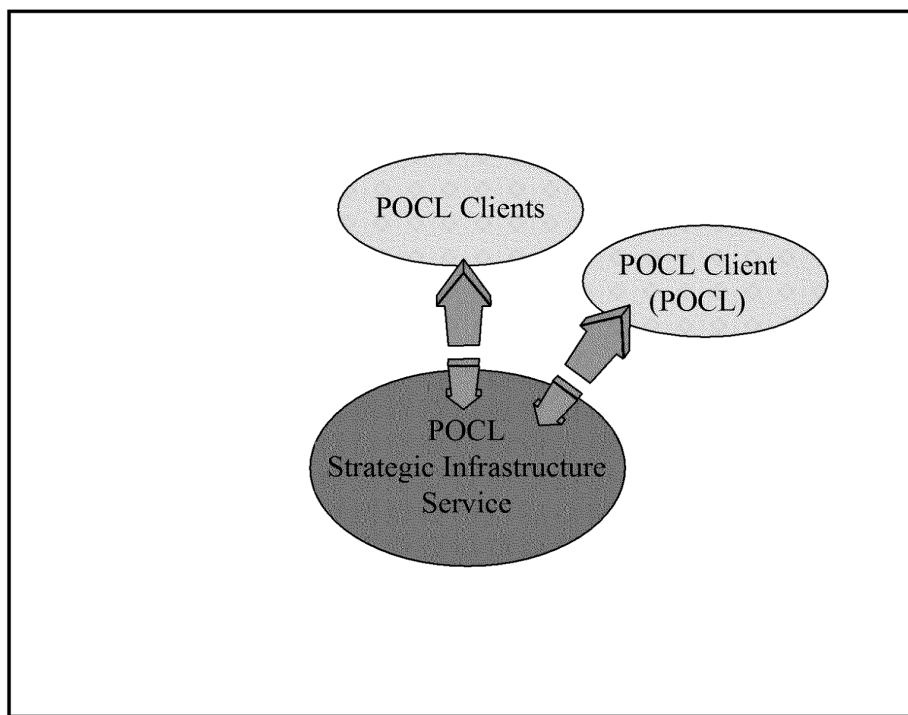 POCL Clients
POCL Client
(POCL)
POCL
Strategic Infrastructure
Service